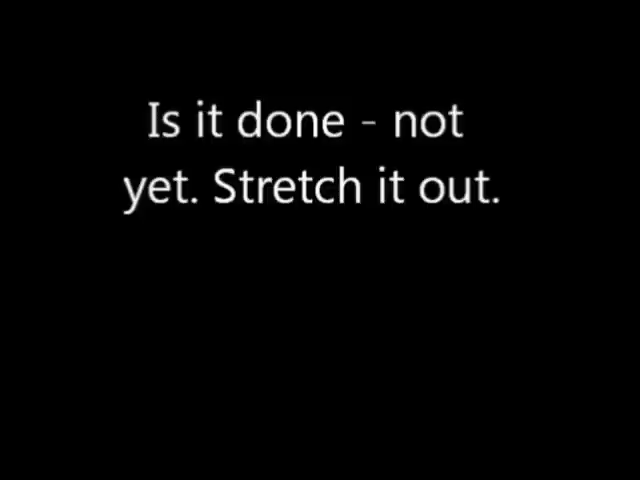 Is it done - not
yet. Stretch it out.